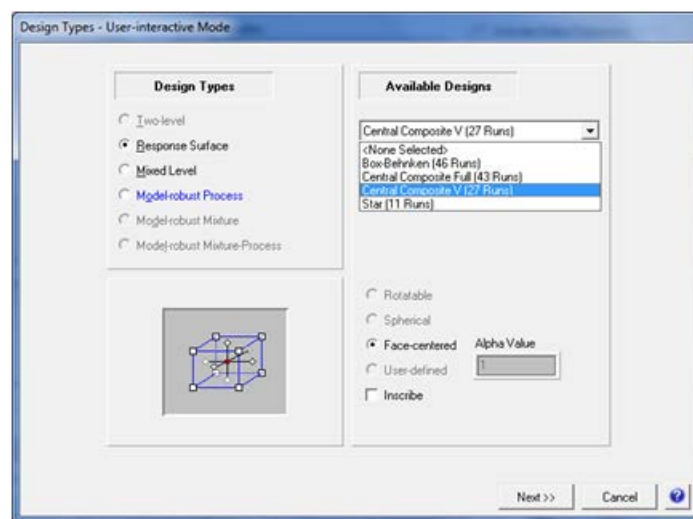 Design Types - User-interactive Mode
Design Types
Two-level
Response Surface
Mixed Level
Model-robust Process
Model-robust Mixture
Model-robust Mixture-Process
Available Designs
Central Composite V (27 Runs)
<None Selected>
Box-Behnken (46 Runs)
Central Composite Full (43 Runs)
Central Composite V (27 Runs)
Star (11 Runs)
Rotatable
Spherical
Face-centered
Alpha Value
User-defined
1
Inscribe
Next >>
Cancel
?